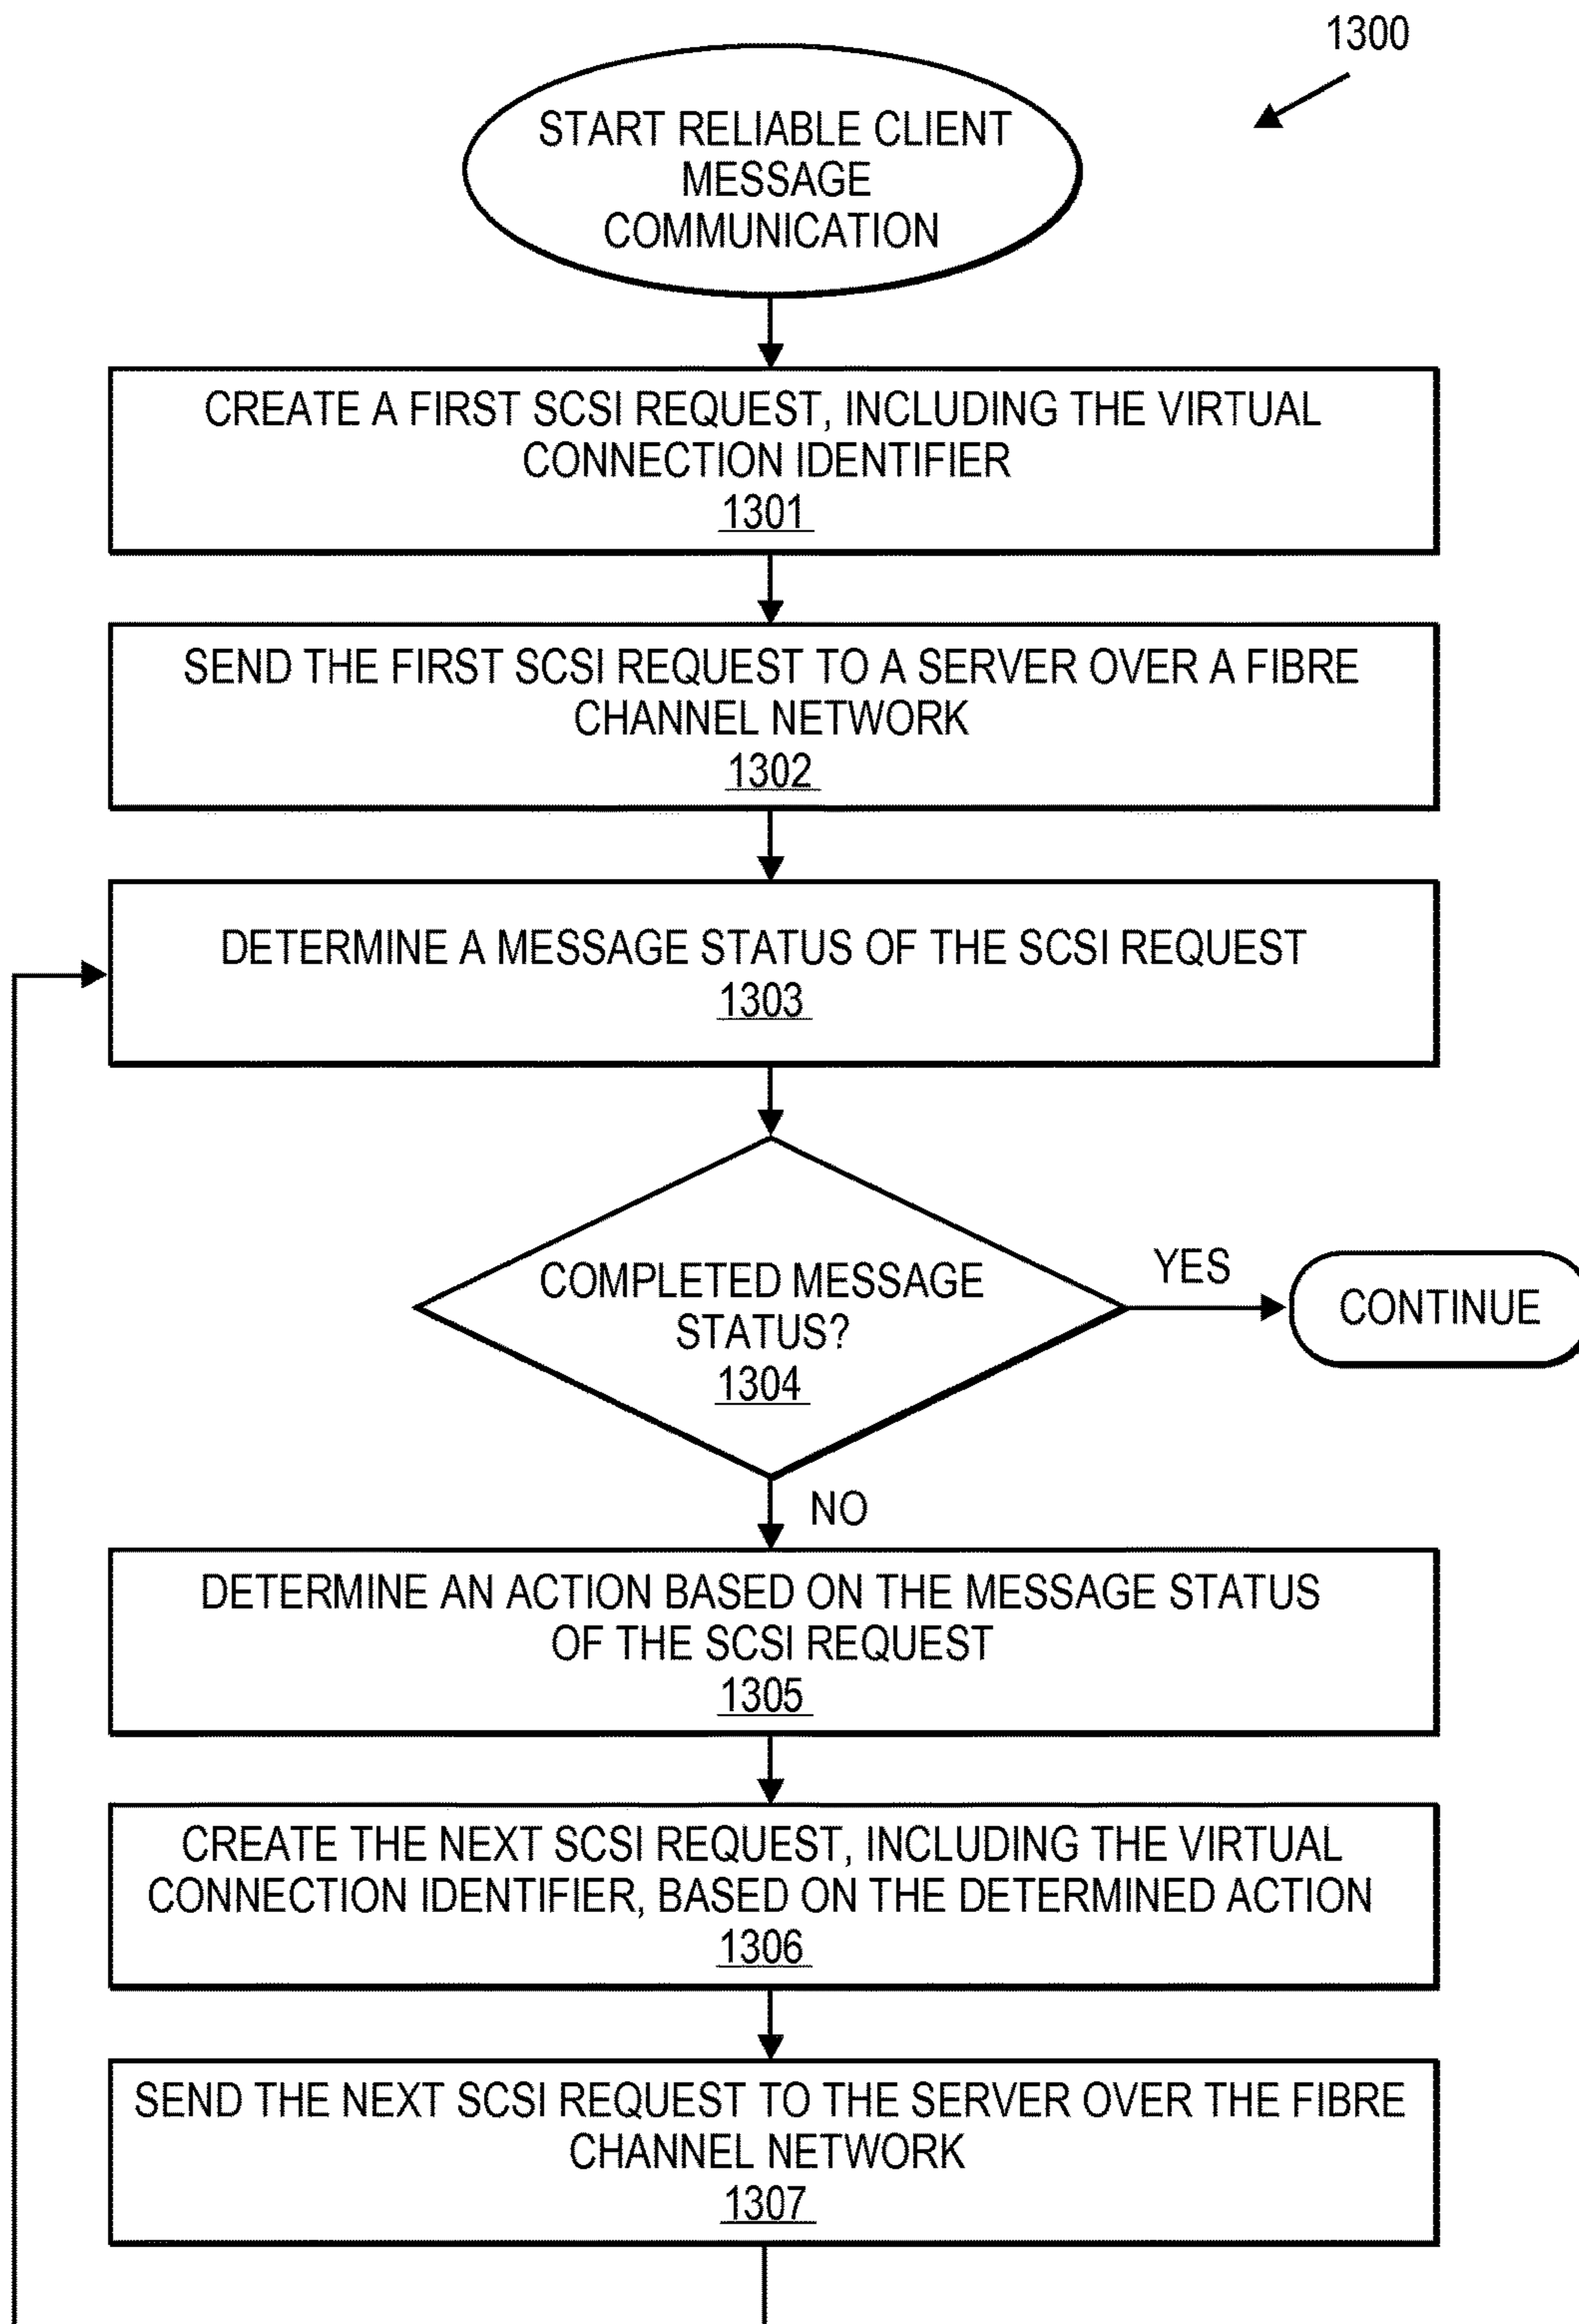 1300
START RELIABLE CLIENT
MESSAGE
COMMUNICATION
CREATE A FIRST SCSI REQUEST, INCLUDING THE VIRTUAL
CONNECTION IDENTIFIER
1301
SEND THE FIRST SCSI REQUEST TO A SERVER OVER A FIBRE
CHANNEL NETWORK
1302
DETERMINE A MESSAGE STATUS OF THE SCSI REQUEST
1303
COMPLETED MESSAGE
STATUS?
1304
YES
CONTINUE
NO
DETERMINE AN ACTION BASED ON THE MESSAGE STATUS
OF THE SCSI REQUEST
1305
CREATE THE NEXT SCSI REQUEST, INCLUDING THE VIRTUAL
CONNECTION IDENTIFIER, BASED ON THE DETERMINED ACTION
1306
SEND THE NEXT SCSI REQUEST TO THE SERVER OVER THE FIBRE
CHANNEL NETWORK
1307